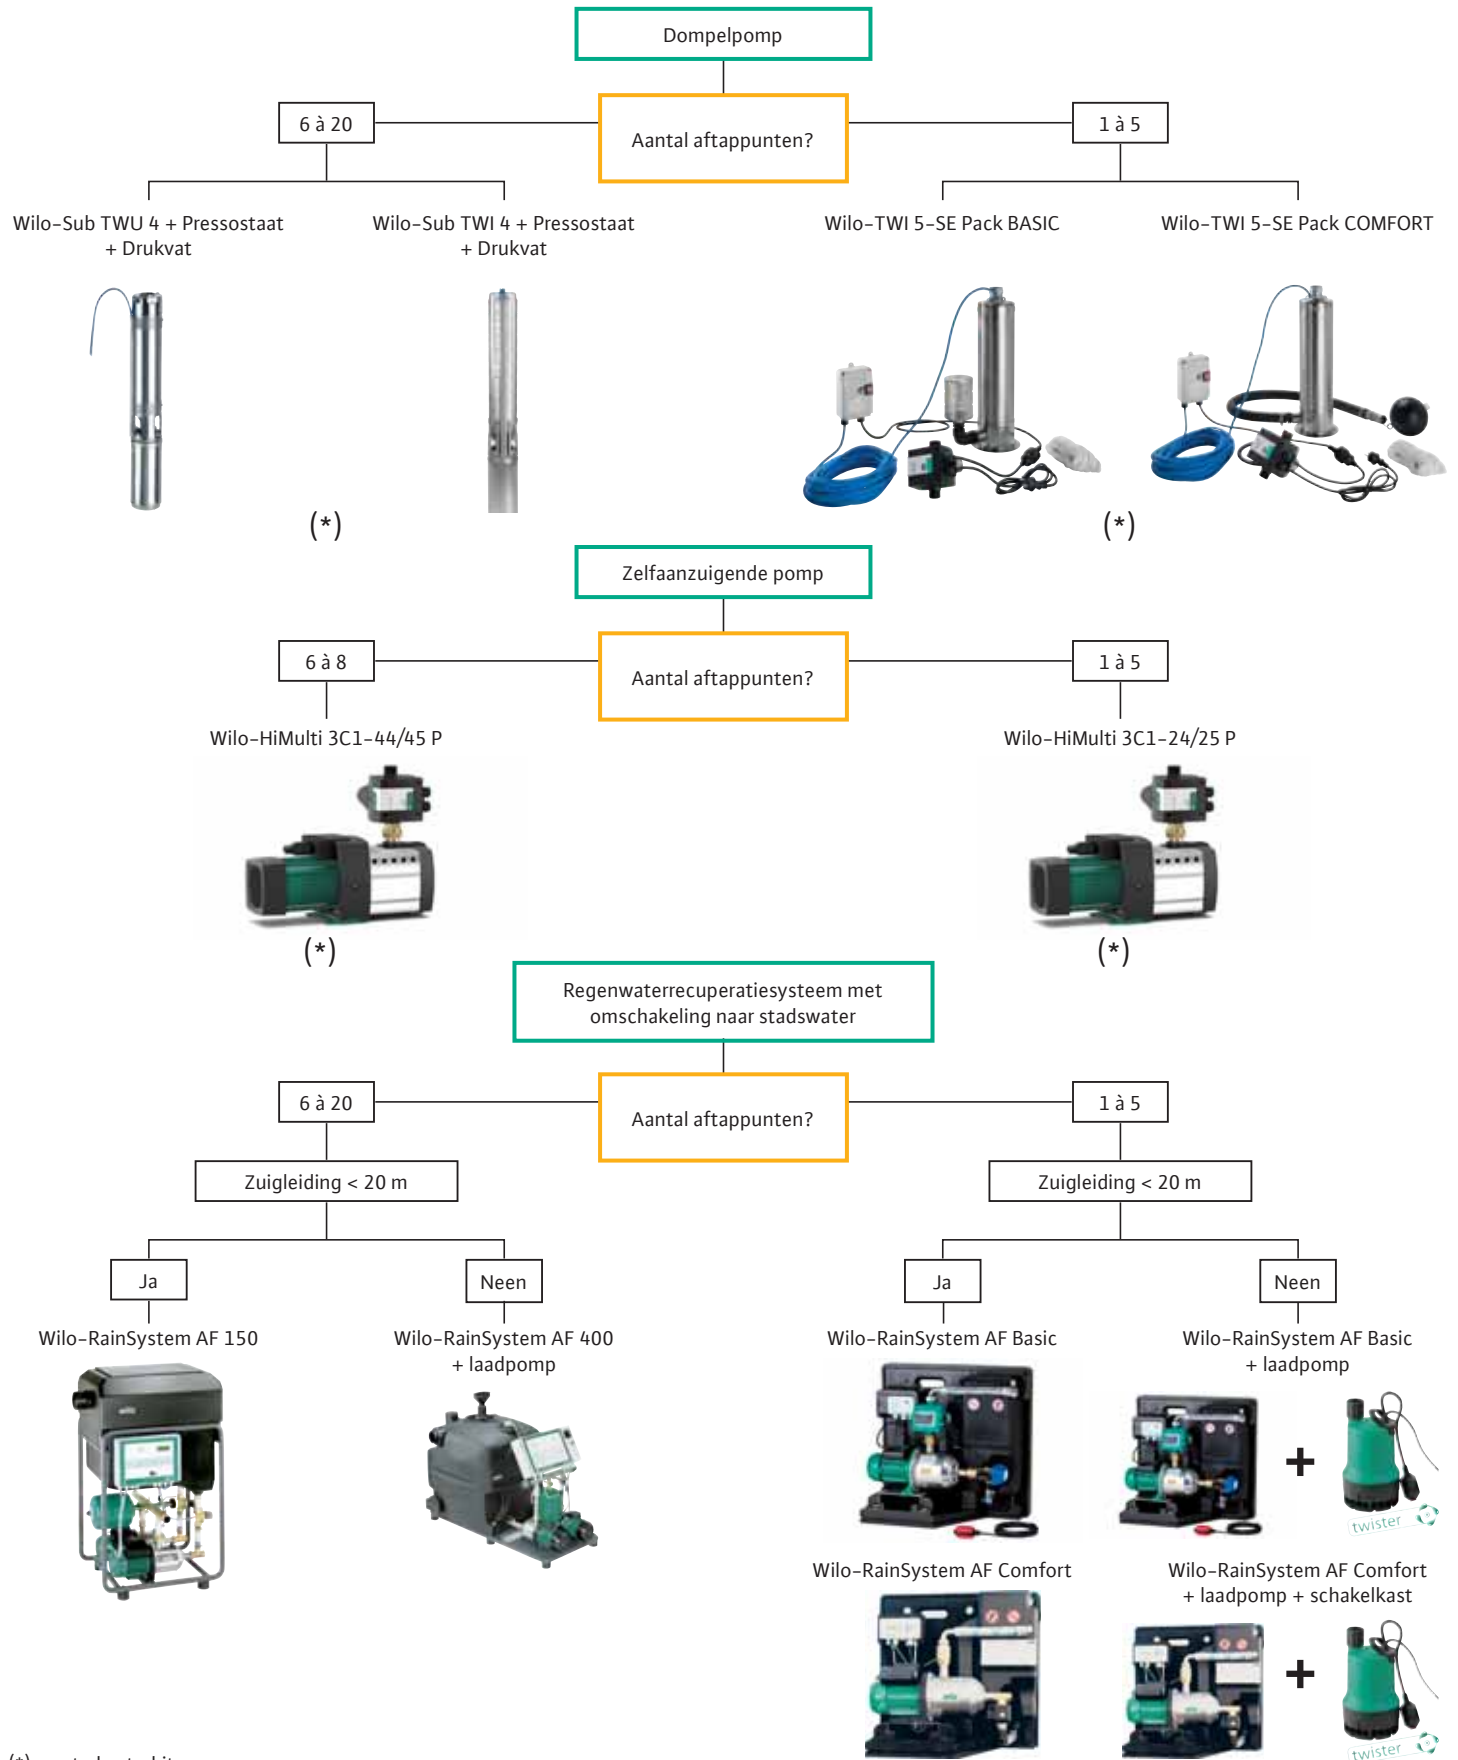 Dompelpomp
6 à 20
Aantal aftappunten?
1 à 5
Wilo-Sub TWU 4 + Pressostaat
+ Drukvat
Wilo-Sub TWI 4 + Pressostaat
+ Drukvat
Wilo-TWI 5-SE Pack BASIC
Wilo-TWI 5-SE Pack COMFORT
(*)
(*)
Zelfaanzuigende pomp
6 à 8
Aantal aftappunten?
1 à 5
Wilo-HiMulti 3C1-44/45 P
Wilo-HiMulti 3C1-24/25 P
(*)
(*)
Regenwaterrecuperatiesysteem met
omschakeling naar stadswater
6 à 20
Aantal aftappunten?
1 à 5
Zuigleiding < 20 m
Zuigleiding < 20 m
Ja
Neen
Ja
Neen
Wilo-RainSystem AF 150
Wilo-RainSystem AF 400
+ laadpomp
Wilo-RainSystem AF Basic
Wilo-RainSystem AF Basic
+ laadpomp
+
twister
Wilo-RainSystem AF Comfort
Wilo-RainSystem AF Comfort
+ laadpomp + schakelkast
+
twister
(*)